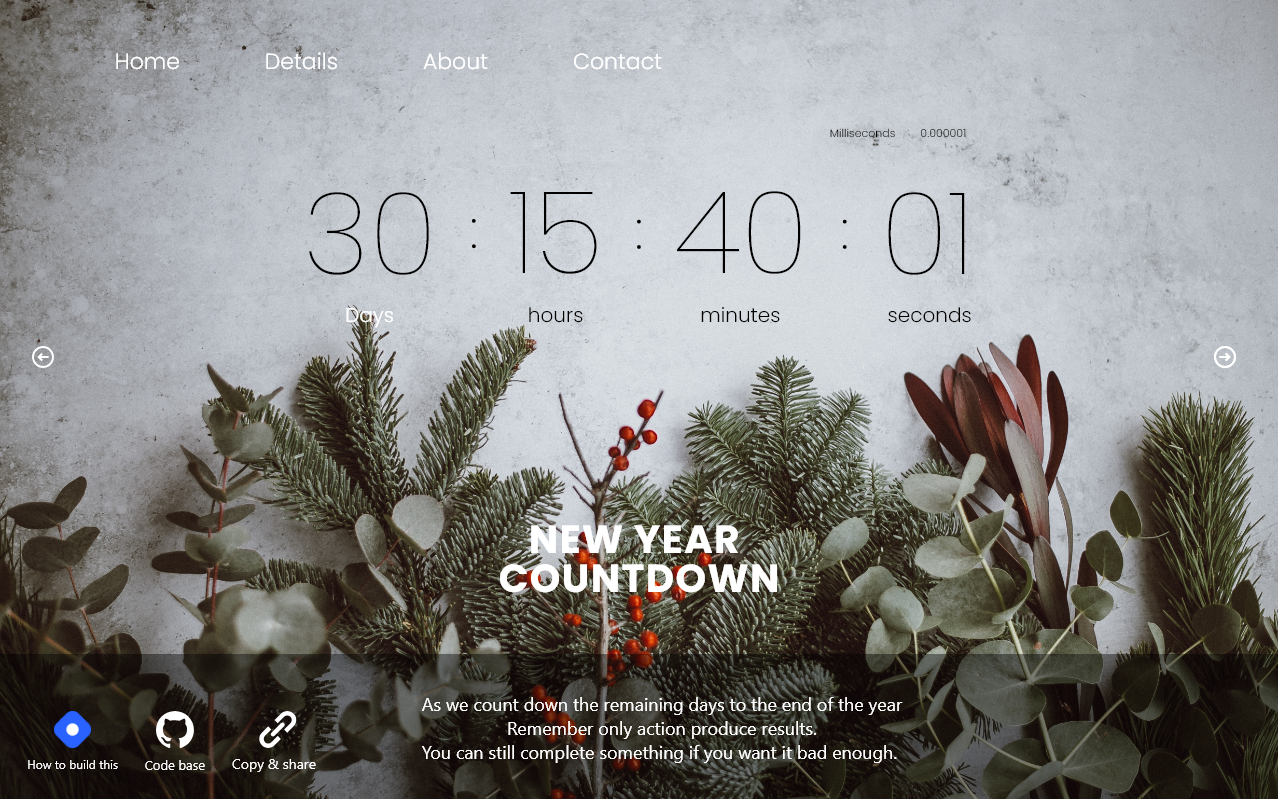 Home Details About Contact
Milliseconds 0.000001
30 : 15 : 40 : 01
Days hours minutes seconds
NEW YEAR
COUNTDOWN
As we count down the remaining days to the end of the year
Remember only action produce results.
You can still complete something if you want it bad enough.
How to build this Code base Copy & share